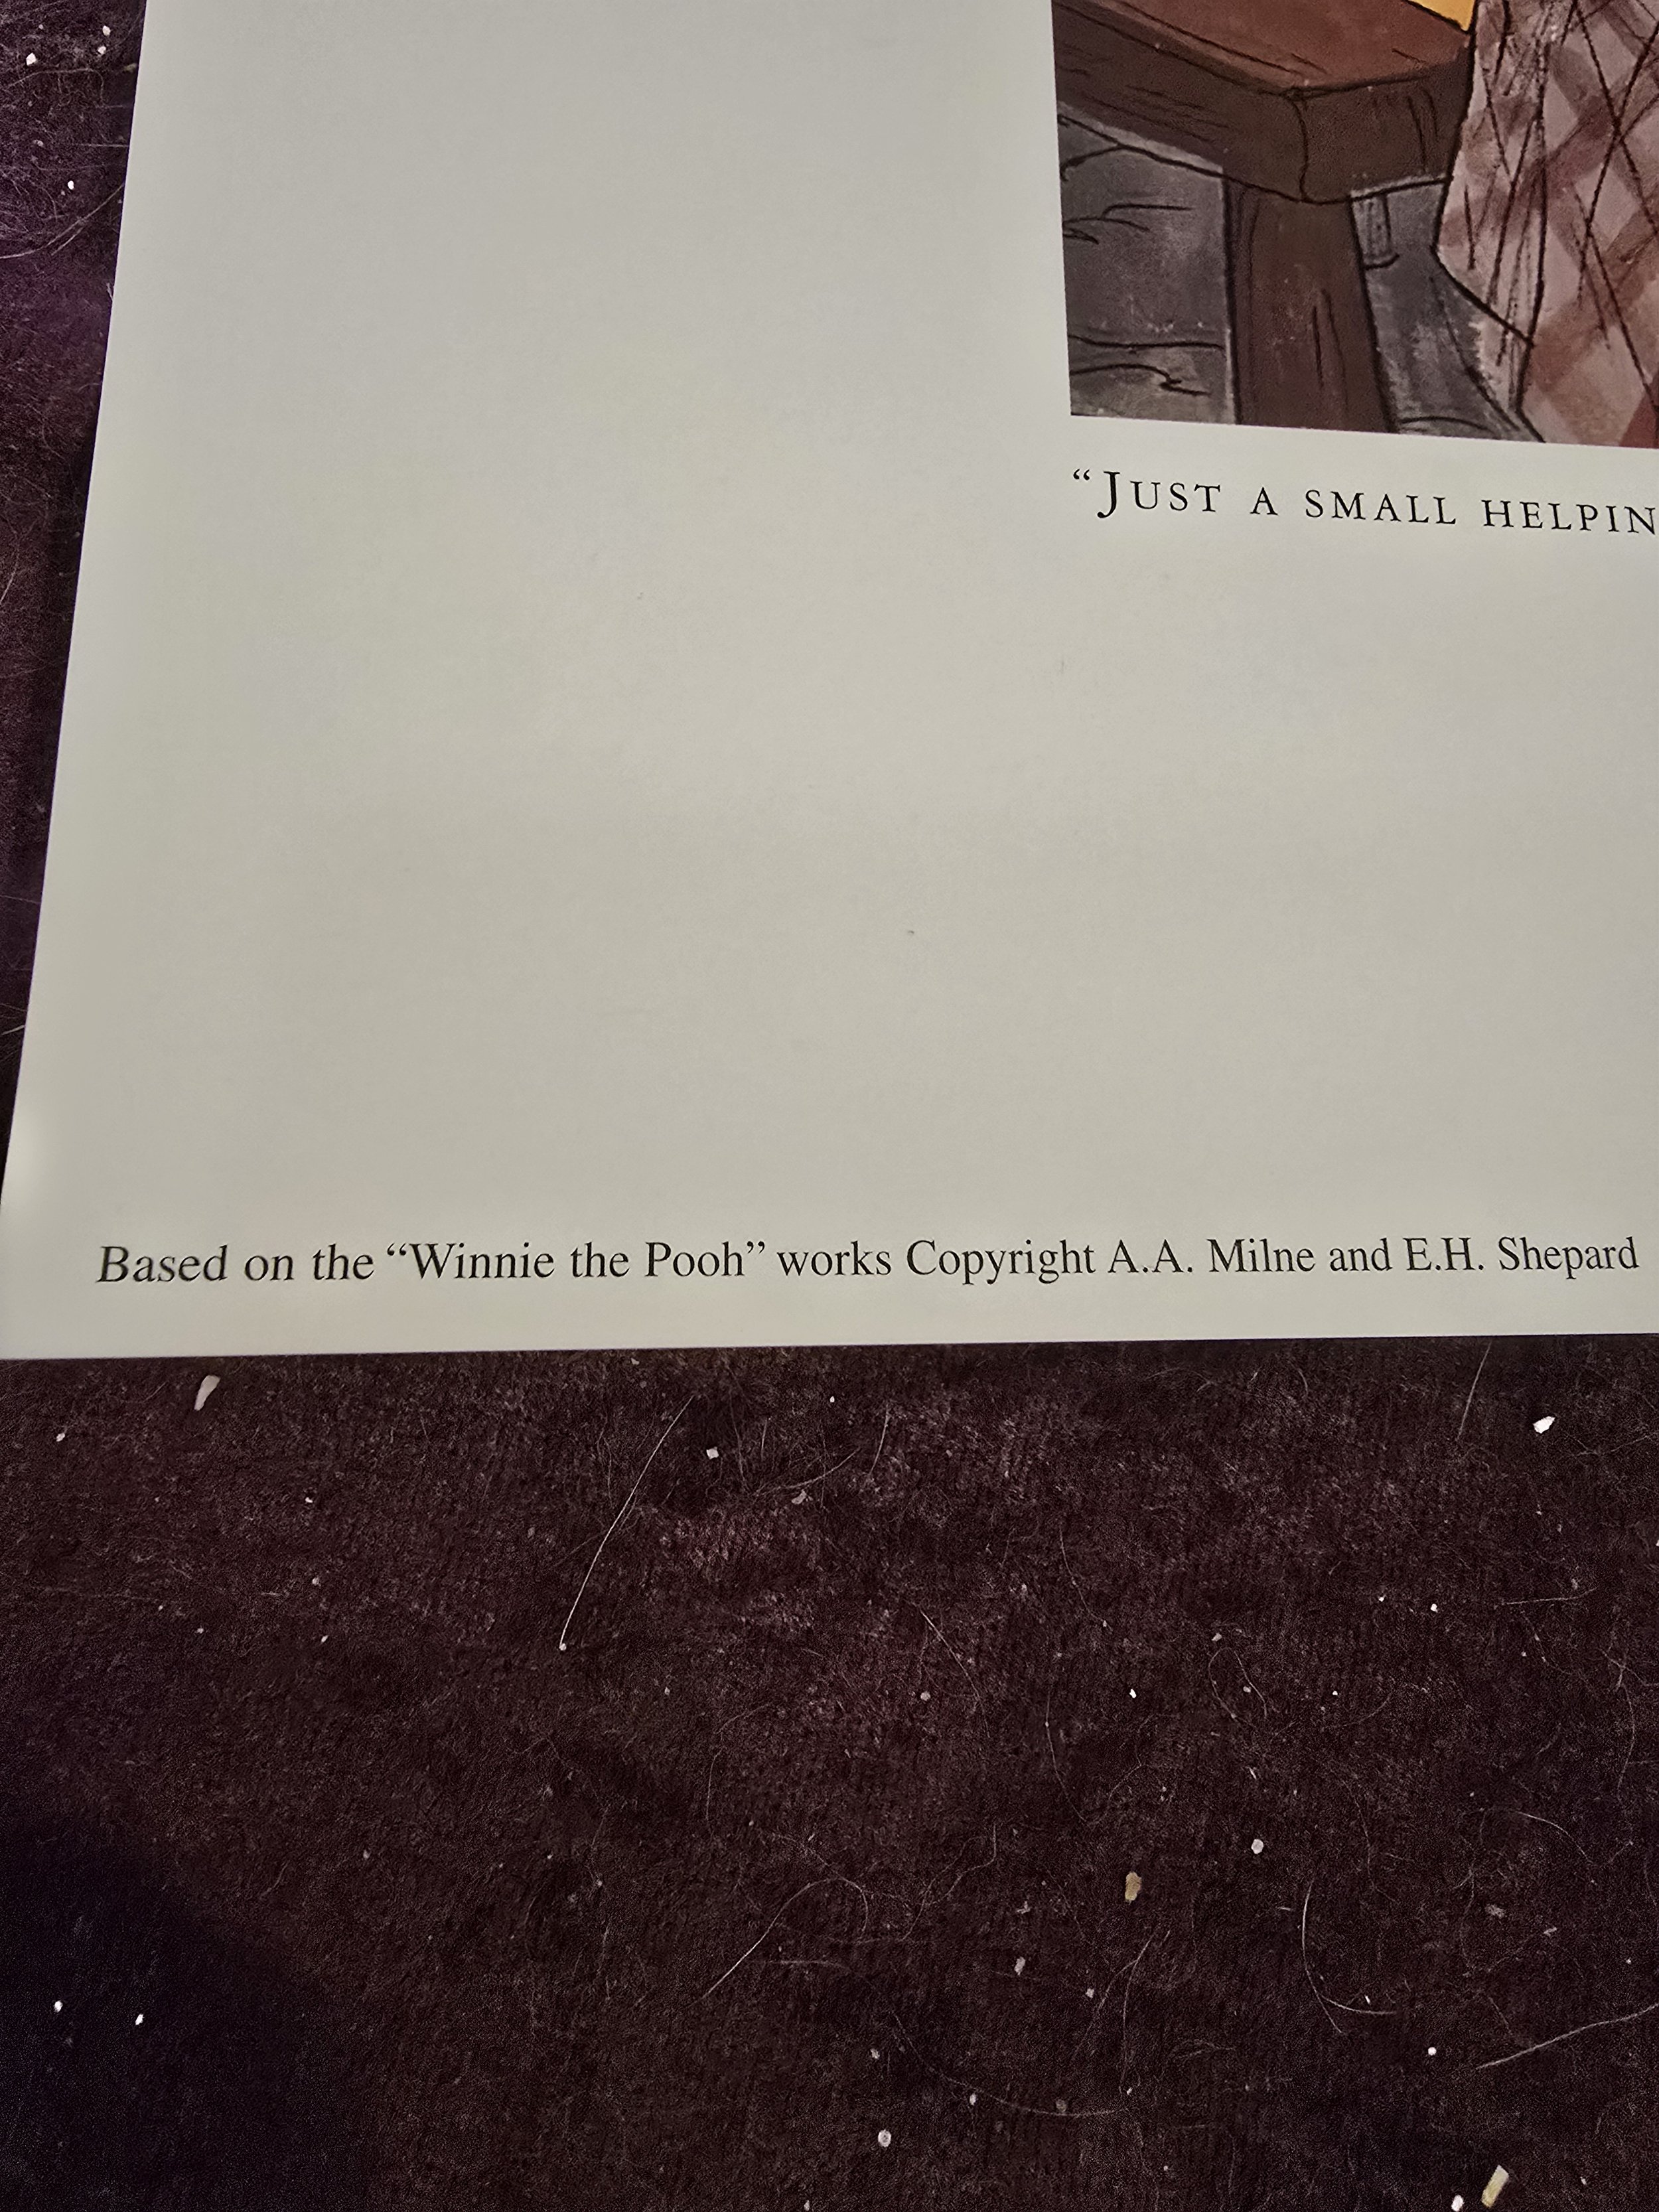 “JUST A SMALL HELPIN
Based on the “Winnie the Pooh” works Copyright A.A. Milne and E.H. Shepard